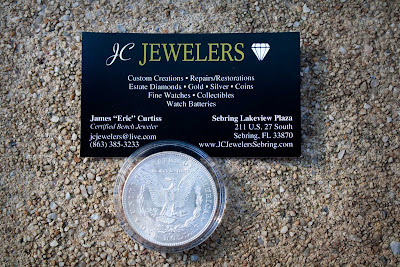 JC JEWELERS
Custom Creations • Repairs/Restorations
Estate Diamonds • Gold • Silver • Coins
Fine Watches • Collectibles
Watch Batteries
James "Eric" Curtiss
Certified Bench Jeweler
jcjewelers@live.com
(863) 385-3233
Sebring Lakeview Plaza
211 U.S. 27 South
Sebring, FL 33870
www.JCJewelersSebring.com